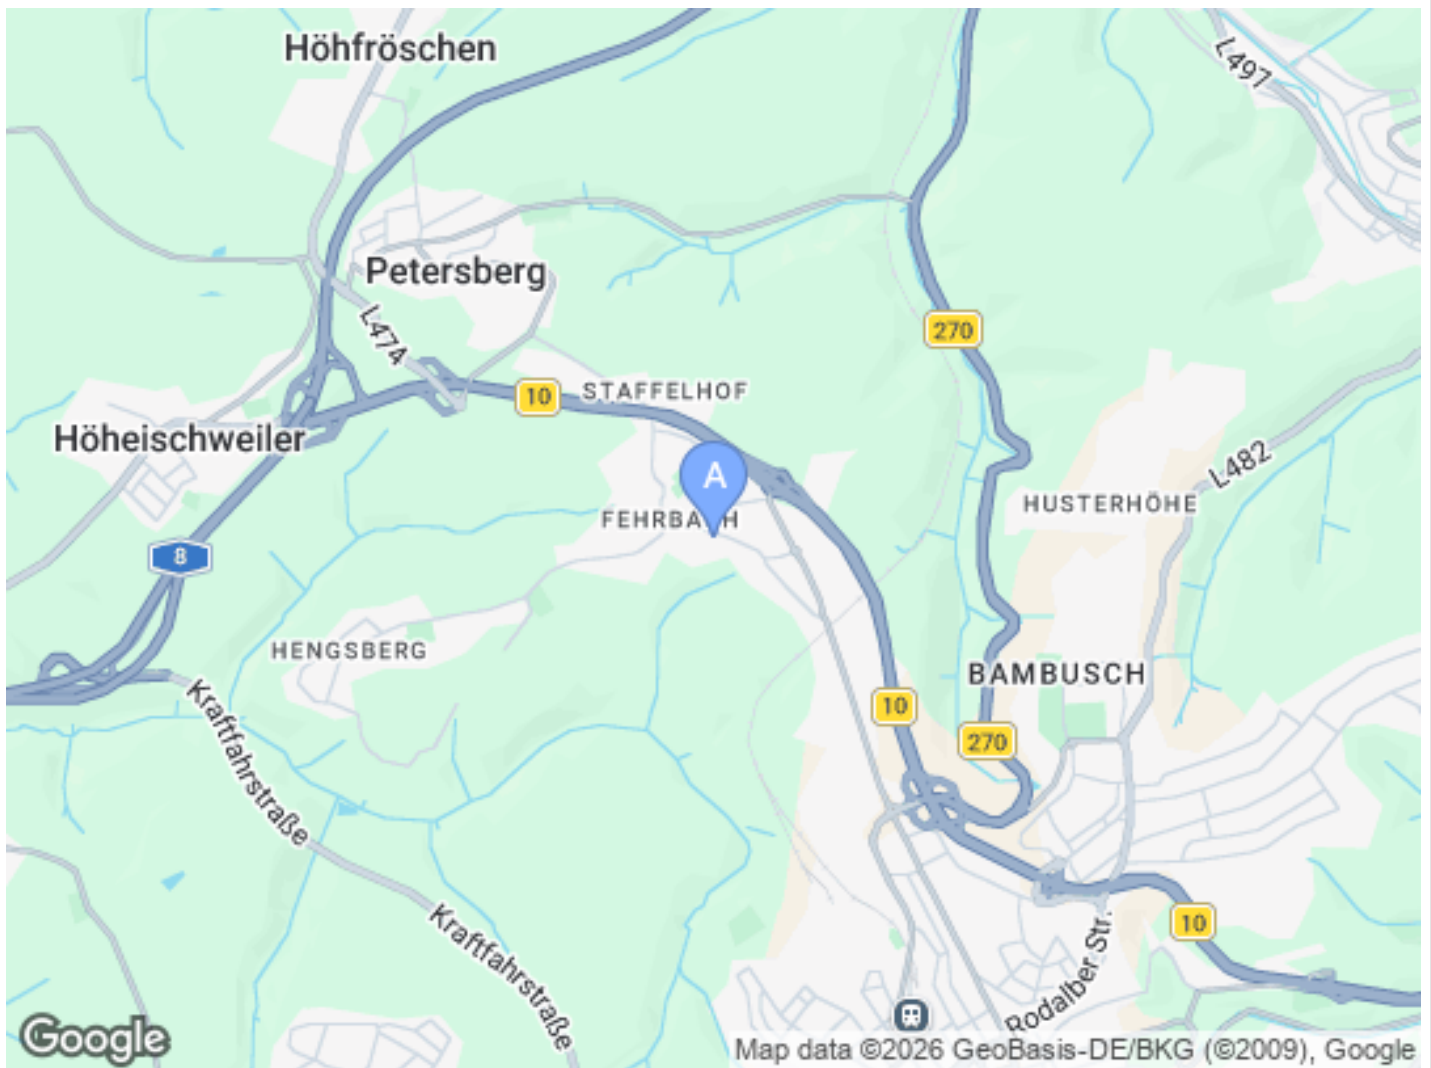 Höhfröschen
L497
Petersberg
270
L474
10
STAFFELHOF
Höheischweiler
A
L482
HUSTERHÖHE
FEHRBACH
8
HENGSBERG
BAMBUSCH
Kraftfahrstraße
10
270
Kraftfahrstraße
10
Rodalber Str.
Google
Map data ©2026 GeoBasis-DE/BKG (©2009), Google